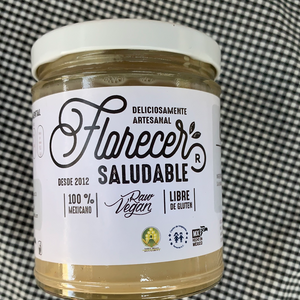 DELICIOSAMENTE
ARTESANAL
Florecer
R
SALUDABLE
DESDE 2012
100 %
MEXICANO
Raw
Vegan
LIBRE
DE GLUTEN